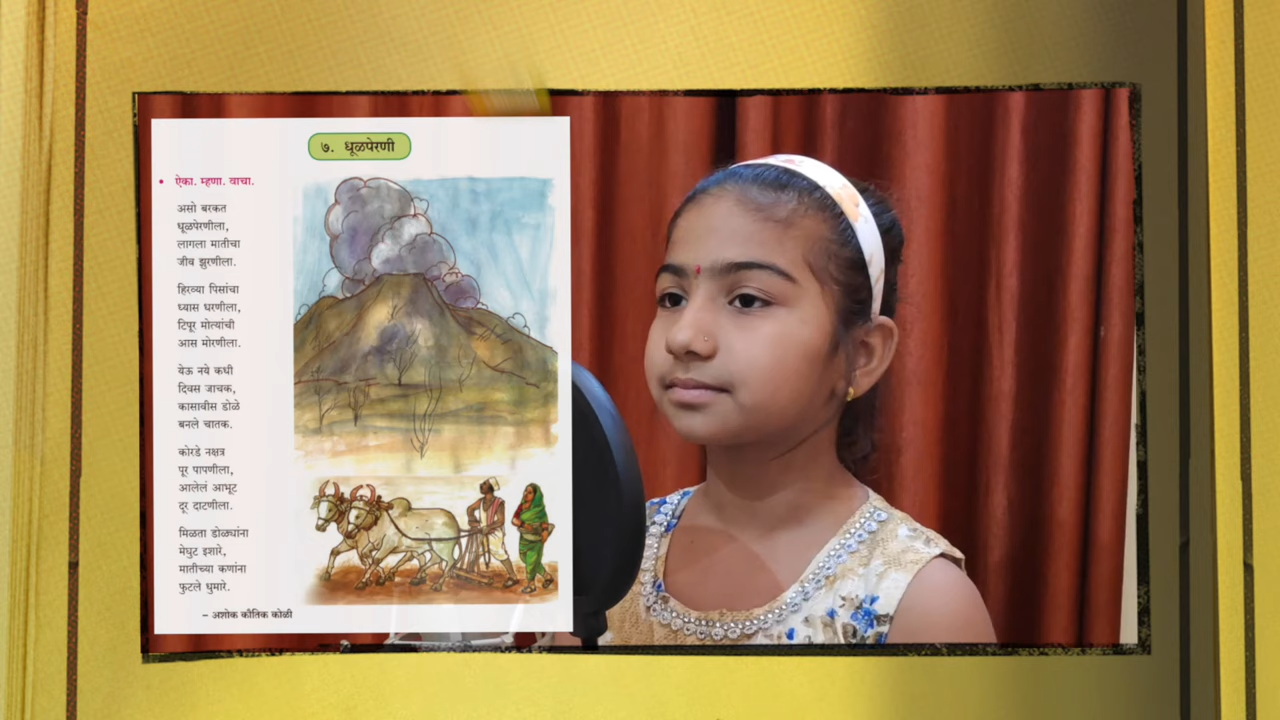 ७. धूळपेरणी
• ऐका. म्हणा. वाचा.
असो बरकत
धूळपेरणीला,
लागला मातीचा
जीव झुरणीला.
हिरव्या पिसांचा
ध्यास धरणीला,
टिपूर मोत्यांची
आस मोरणीला.
येऊ नये कधी
दिवस जाचक,
कासावीस डोळे
बनले चातक.
कोरडे नक्षत्र
पूर पापणीला,
आलेलं आभूट
दूर दाटणीला.
मिळता डोळ्यांना
मेघुट इशारे,
मातीच्या कणांना
फुटले धुमारे.
– अशोक कौतिक कोळी